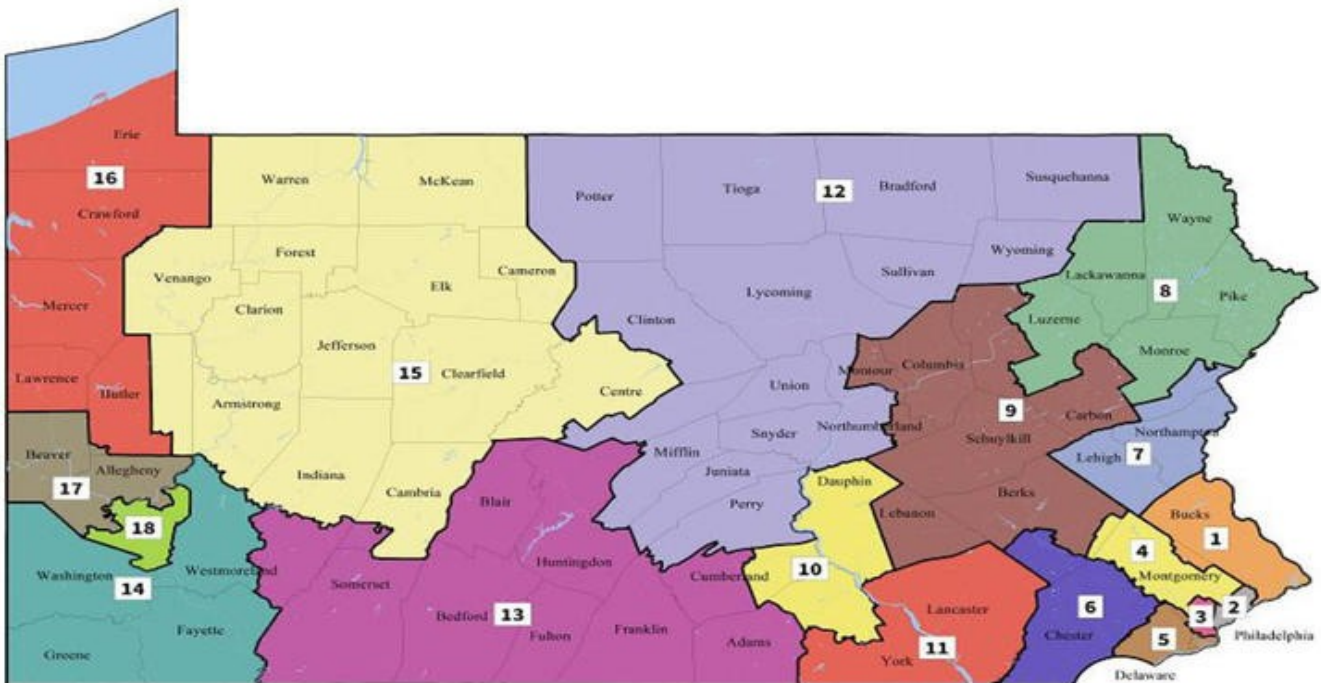 Erie
16
Crawford
Mercer
Lawrence
Butler
Warren
McKean
Venango
Forest
Cameron
Elk
Clarion
Jefferson
15
Clearfield
Centre
Armstrong
Indiana
Cambria
Potter
Tioga
12
Bradford
Susquehanna
Wyoming
Sullivan
Lycoming
Clinton
Union
Snyder
Northumberland
Mifflin
Juniata
Perry
Wayne
Lackawanna
8
Pike
Luzerne
Monroe
Montour
Columbia
9
Carbon
Schuylkill
Berks
Lebanon
Northampton
Lehigh
7
Bucks
1
Beaver
Allegheny
17
18
Washington
Westmoreland
14
Fayette
Greene
Blair
Huntingdon
Somerset
Bedford
13
Fulton
Franklin
Adams
Cumberland
Dauphin
10
Lancaster
11
York
6
Chester
4
Montgomery
3
2
Philadelphia
5
Delaware